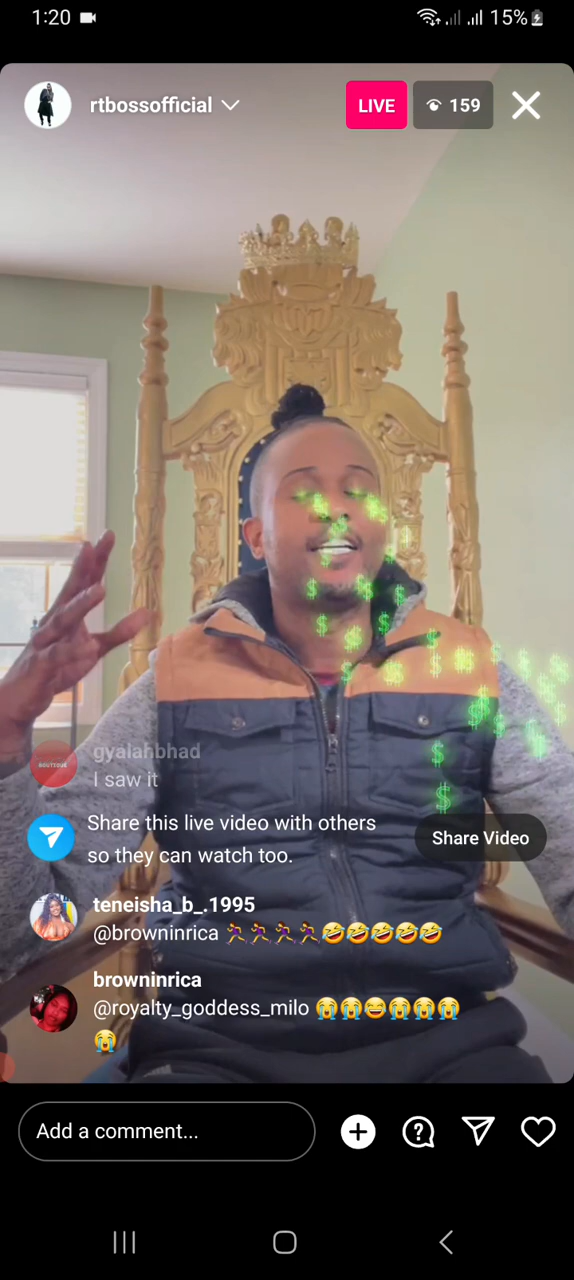 1:20
15%
rtbossofficial
LIVE
159
gyalahbhad
I saw it
Share this live video with others
so they can watch too.
Share Video
teneisha_b_.1995
@browninrica 🏃‍♀️🏃‍♀️🏃‍♀️🏃‍♀️🤣🤣🤣🤣🤣
browninrica
@royalty_goddess_milo 😭😭😅😭😭😭
😭
Add a comment...